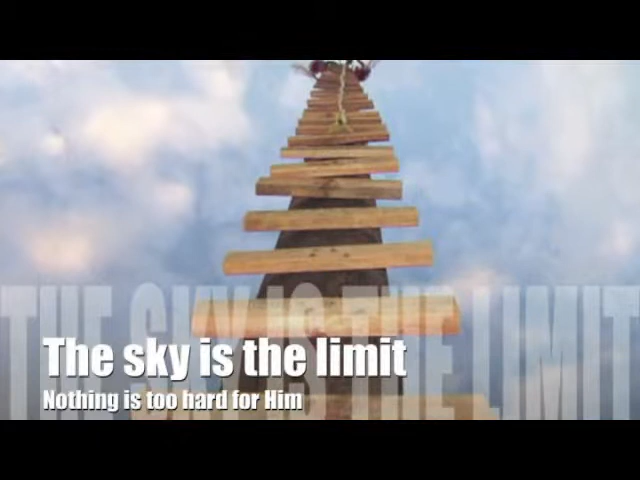 THE SKY IS THE LIMIT
The sky is the limit
Nothing is too hard for Him